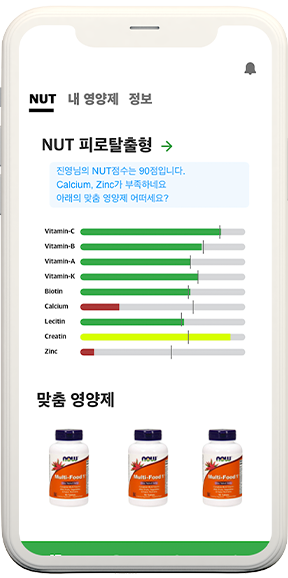 NUT 내 영양제 정보
NUT 피로탈출형 →
진영님의 NUT점수는 90점입니다.
Calcium, Zinc가 부족하네요
아래의 맞춤 영양제 어떠세요?
Vitamin-C
Vitamin-B
Vitamin-A
Vitamin-K
Biotin
Calcium
Lecitin
Creatin
Zinc
맞춤 영양제
now now now
Multi-Food 1 Multi-Food 1 Multi-Food 1